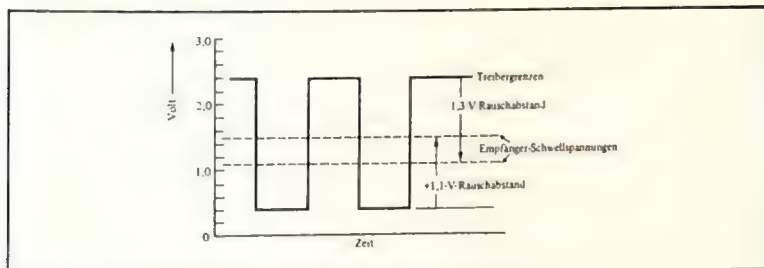 3,0
Treibergrenzen
1,3 V Rauschabstand
2,0
Volt
Empfänger-Schwellspannungen
1,0
+1,1-V-Rauschabstand
0
Zeit